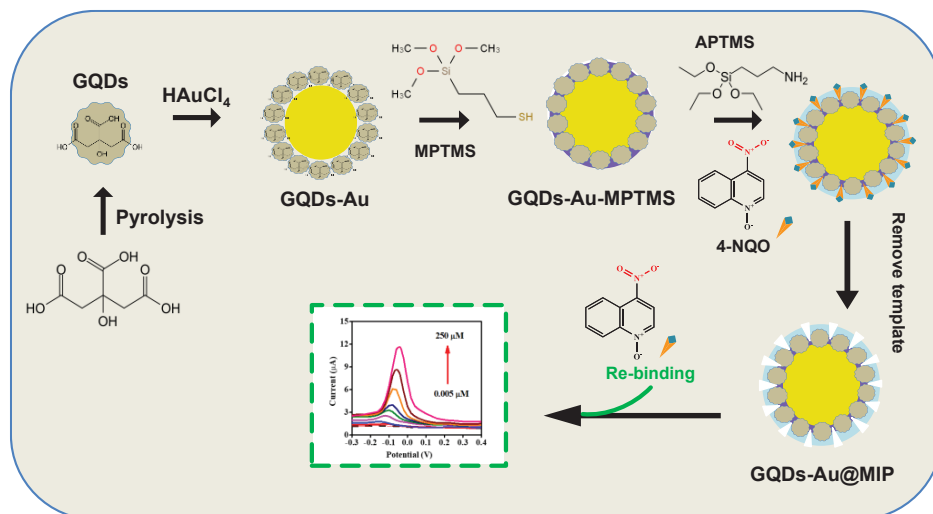 GQDs
HAuCl4
GQDs-Au
H3C
O
O
CH3
O
Si
H3C
SH
MPTMS
GQDs-Au-MPTMS
APTMS
O
Si
NH2
O
O
O
N+
O-
N+
O-
4-NQO
Remove template
GQDs-Au@MIP
O
N+
O-
N+
O-
Re-binding
Pyrolysis
O
O
OH
O
HO
OH
OH
Current (μA)
15
12
9
6
3
0
250 μM
0.005 μM
-0.3
-0.2
-0.1
0.0
0.1
0.2
0.3
0.4
Potential (V)